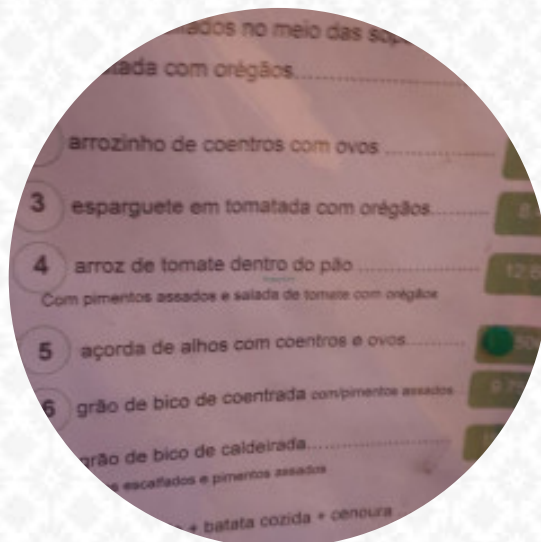 no meio das
com orégãos
arrozinho de coentros com ovos
3 esparguete em tomatada com orégãos
4 arroz de tomate dentro do pão
Com pimentos assados e salada de tomate com orégãos
5 açorda de alhos com coentros e ovos
6 grão de bico de coentrada com/pimentos assados
grão de bico de caldeirada
escalfados e pimentos assados
+ batata cozida + cenoura